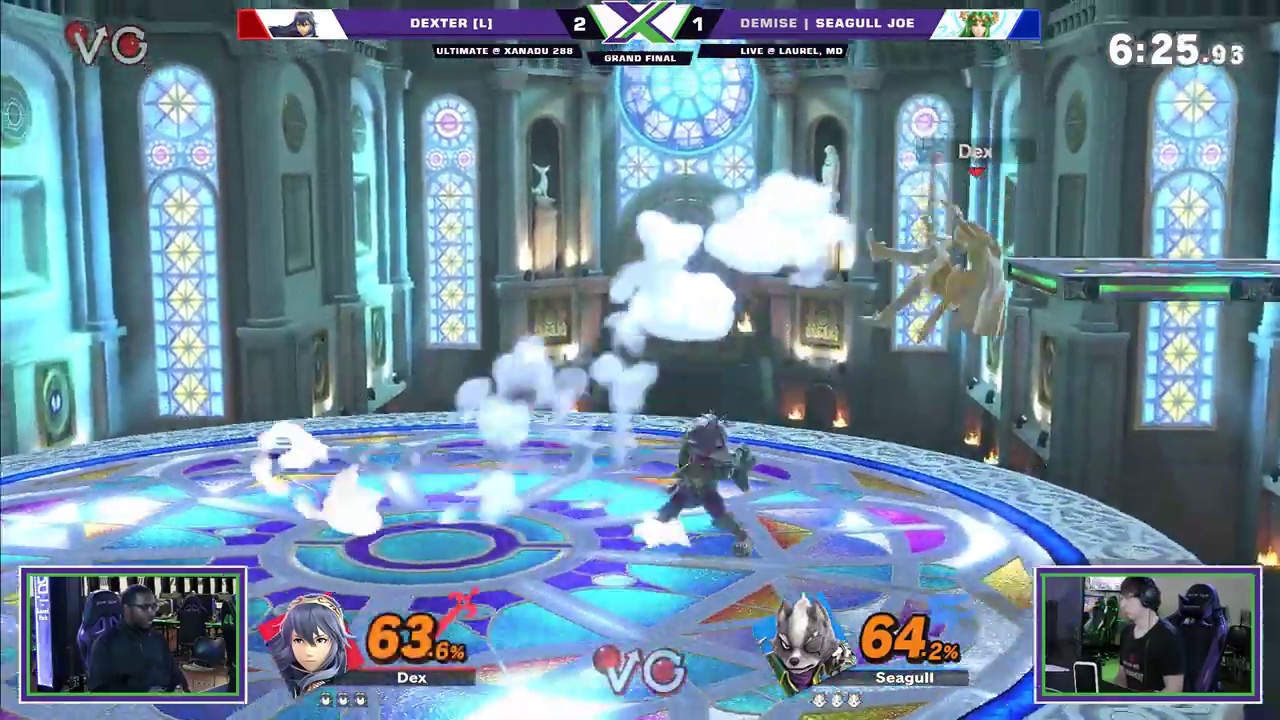 DEXTER [L]
2
1
DEMISE | SEAGULL JOE
ULTIMATE @ XANADU 288
LIVE @ LAUREL, MD
GRAND FINAL
VG
6:25.93
Dex
63.6%
64.2%
VG
Dex
Seagull